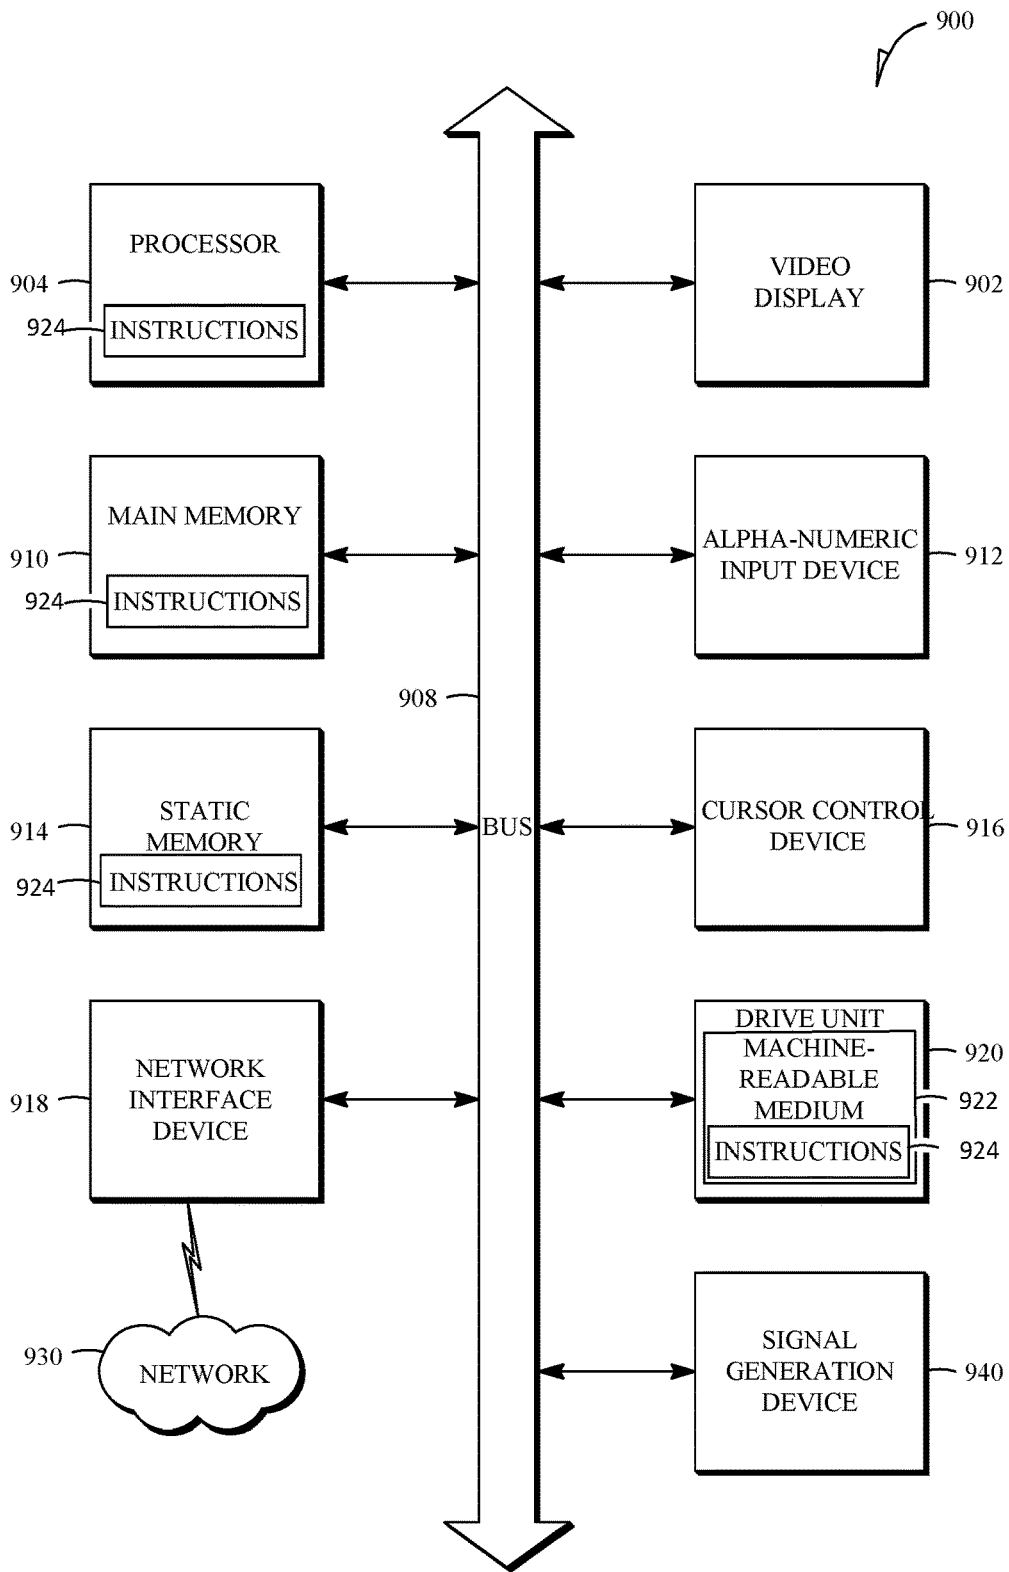 900
PROCESSOR
904
924
INSTRUCTIONS
VIDEO
DISPLAY
902
MAIN MEMORY
910
924
INSTRUCTIONS
ALPHA-NUMERIC
INPUT DEVICE
912
908
STATIC
MEMORY
914
924
INSTRUCTIONS
BUS
CURSOR CONTROL
DEVICE
916
NETWORK
INTERFACE
DEVICE
918
DRIVE UNIT
920
MACHINE-
READABLE
MEDIUM
922
INSTRUCTIONS
924
930
NETWORK
SIGNAL
GENERATION
DEVICE
940